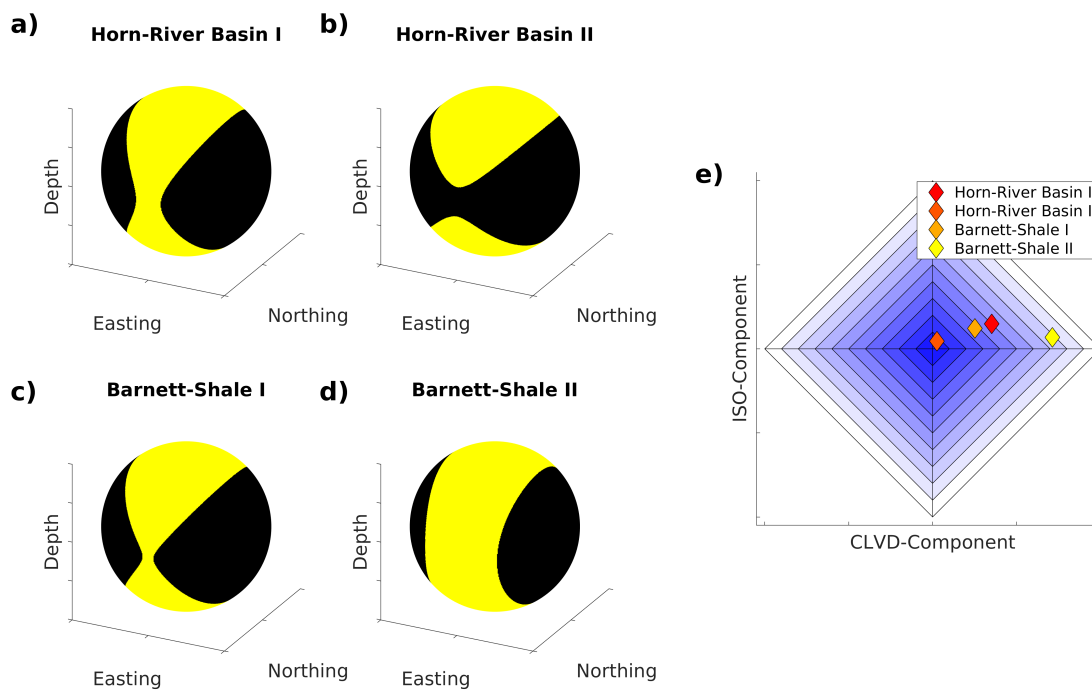 a)
Horn-River Basin I
Depth
Easting
Northing
b)
Horn-River Basin II
Depth
Easting
Northing
c)
Barnett-Shale I
Depth
Easting
Northing
d)
Barnett-Shale II
Depth
Easting
Northing
e)
Horn-River Basin I
Horn-River Basin I
Barnett-Shale I
Barnett-Shale II
ISO-Component
CLVD-Component